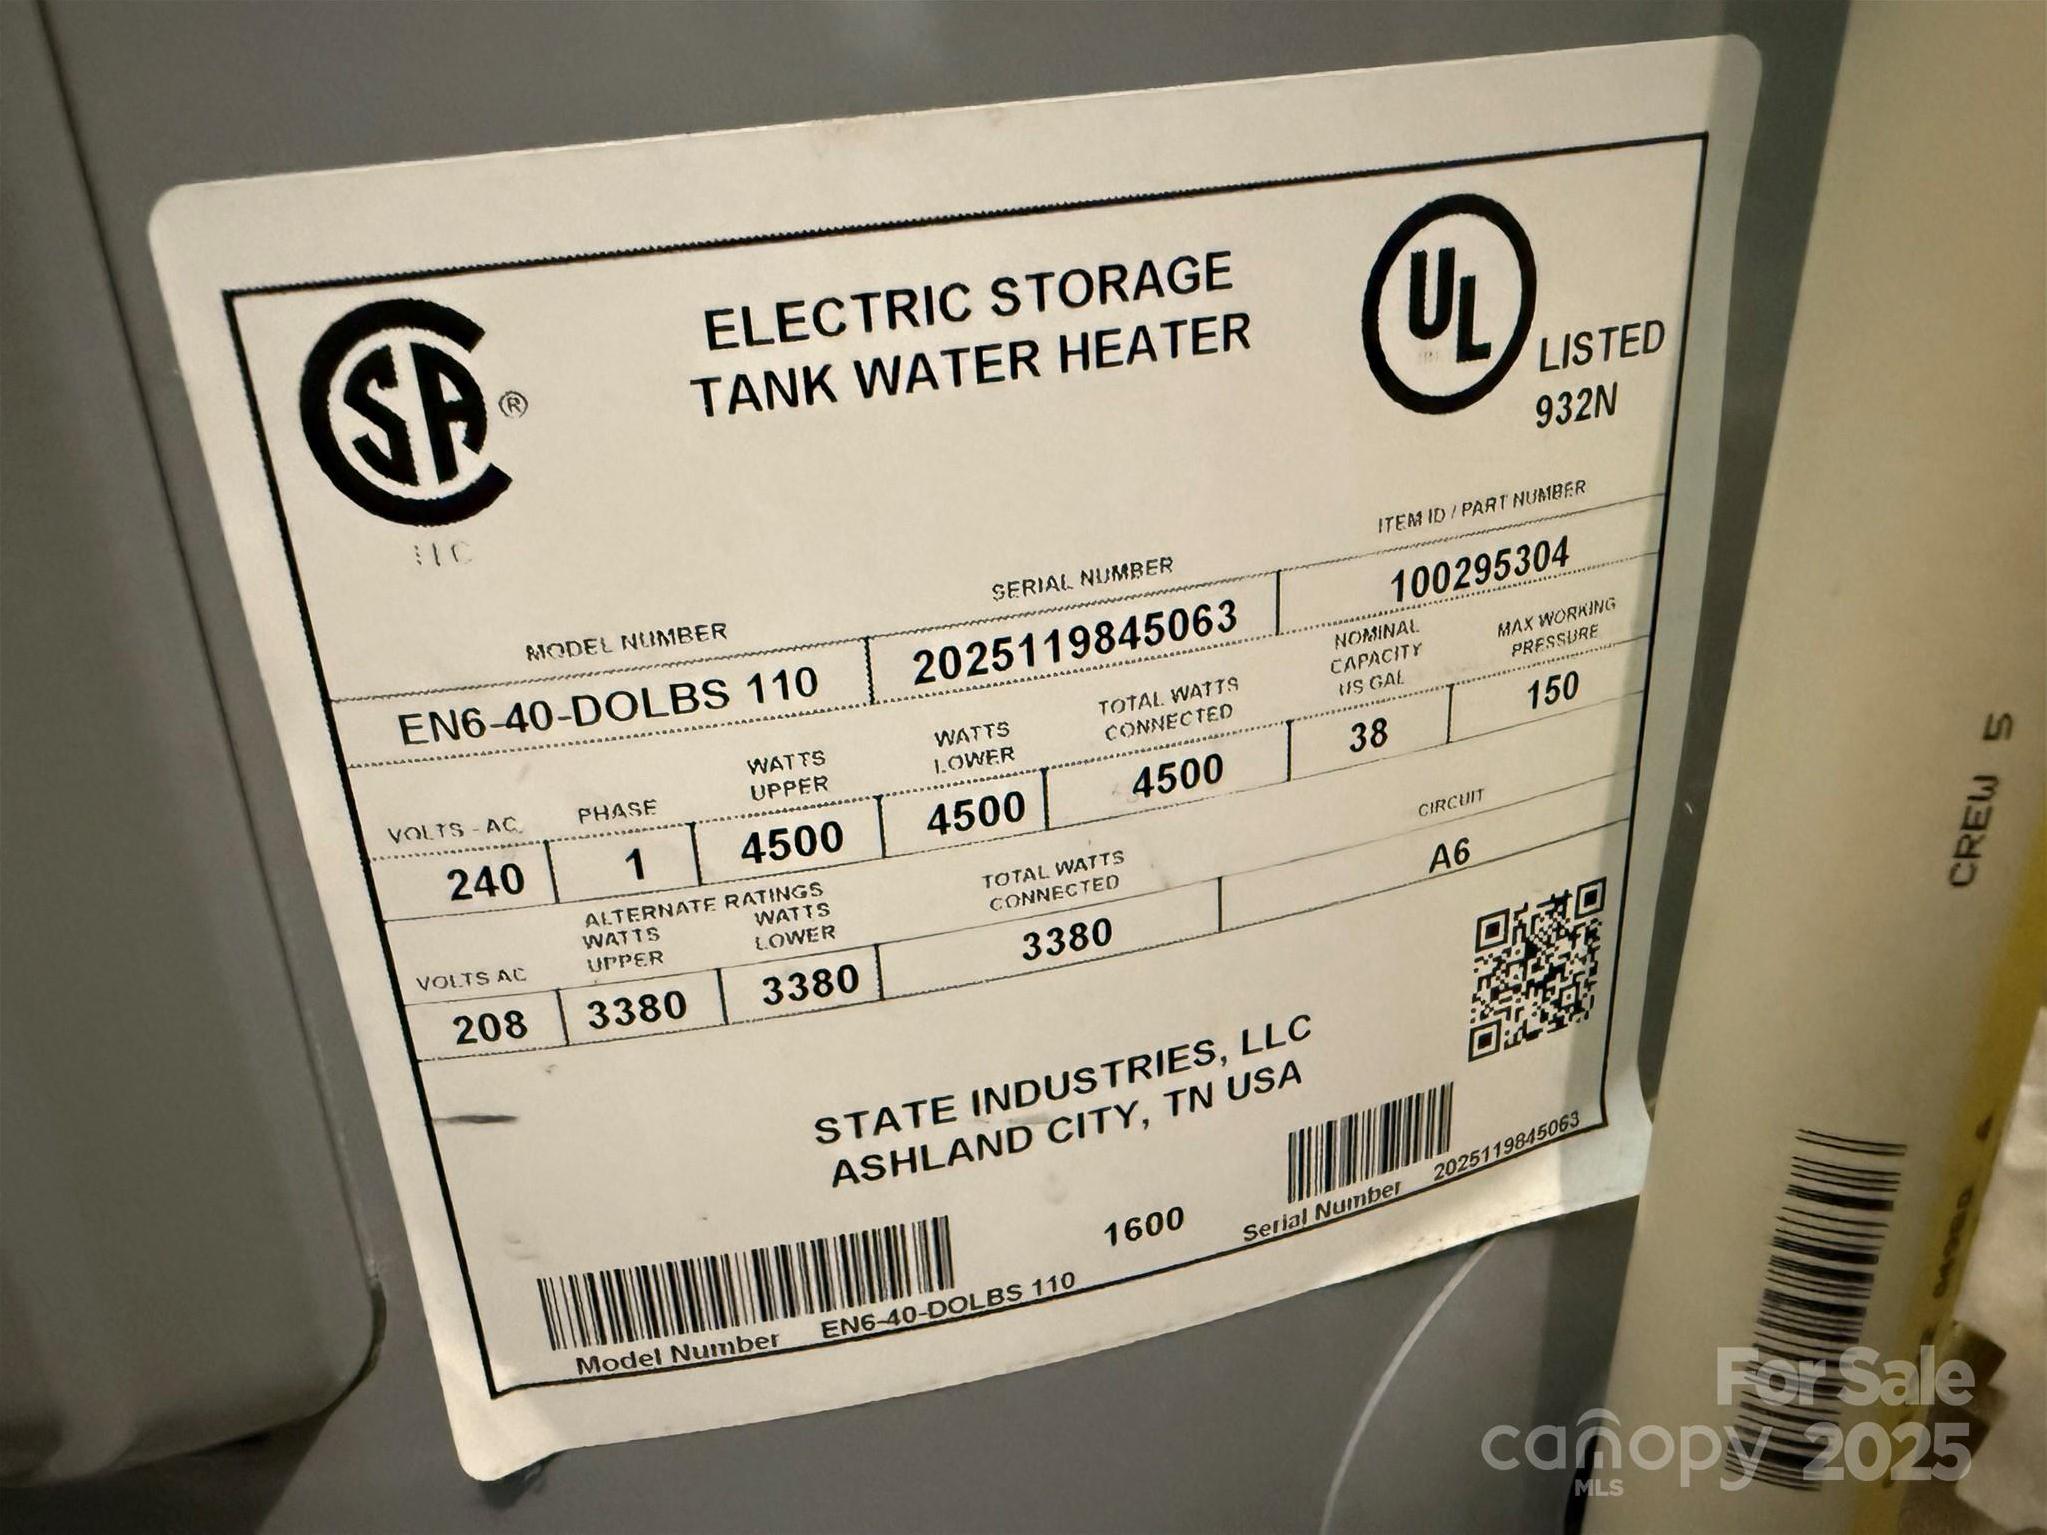 ELECTRIC STORAGE
TANK WATER HEATER
SA
®
UL
LISTED
932N
MODEL NUMBER
SERIAL NUMBER
ITEM ID / PART NUMBER
EN6-40-DOLBS 110
2025119845063
100295304
VOLTS - AC
PHASE
WATTS
UPPER
WATTS
LOWER
TOTAL WATTS
CONNECTED
NOMINAL
CAPACITY
US GAL
MAX WORKING
PRESSURE
240
1
4500
4500
4500
38
150
ALTERNATE RATINGS
VOLTS AC
WATTS
UPPER
WATTS
LOWER
TOTAL WATTS
CONNECTED
CIRCUIT
208
3380
3380
3380
A6
STATE INDUSTRIES, LLC
ASHLAND CITY, TN USA
Model Number EN6-40-DOLBS 110
1600
Serial Number 2025119845063
CREW 5
For Sale
canopy 2025
MLS